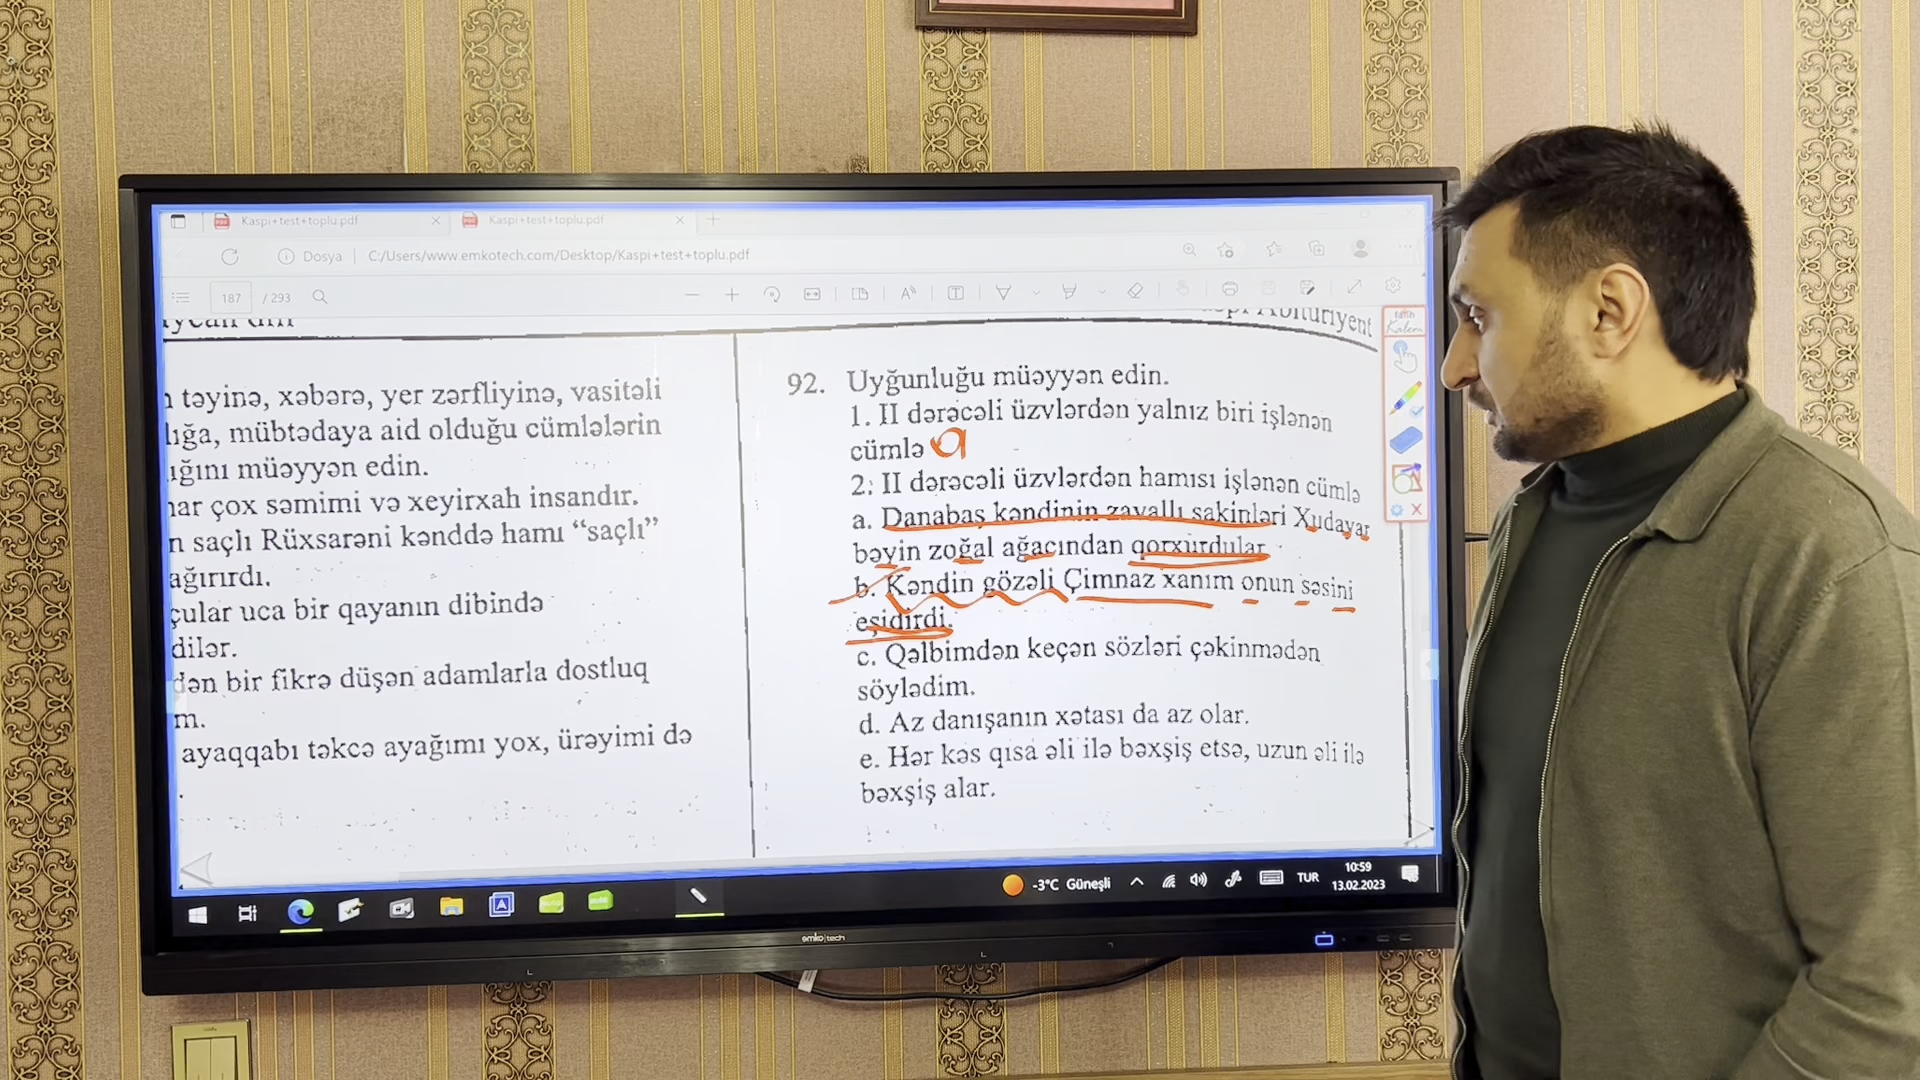 Kaspi+test+toplu.pdf
Kaspi+test+toplu.pdf
Dosya
C:/Users/www.emkotech.com/Desktop/Kaspi+test+toplu.pdf
187 / 293
Abituriyent
fatih
Kalem
təyinə, xəbərə, yer zərfliyinə, vasitəli
lığa, mübtədaya aid olduğu cümlələrin
ığını müəyyən edin.
nar çox səmimi və xeyirxah insandır.
n saçlı Rüxsarəni kənddə hamı “saçlı”
ağırırdı.
çular uca bir qayanın dibində
dilər.
dən bir fikrə düşən adamlarla dostluq
m.
ayaqqabı təkcə ayağımı yox, ürəyimi də
92. Uyğunluğu müəyyən edin.
1. II dərəcəli üzvlərdən yalnız biri işlənən
cümlə a
2. II dərəcəli üzvlərdən hamısı işlənən cümlə
a. Danabaş kəndinin zavallı sakinləri Xudayar
bəyin zoğal ağacından qorxurdular
b. Kəndin gözəli Çimnaz xanım onun səsini
eşidirdi.
c. Qəlbimdən keçən sözləri çəkinmədən
söylədim.
d. Az danışanın xətası da az olar.
e. Hər kəs qısa əli ilə bəxşiş etsə, uzun əli ilə
bəxşiş alar.
-3°C Güneşli
TUR
10:59
13.02.2023
emko|tech